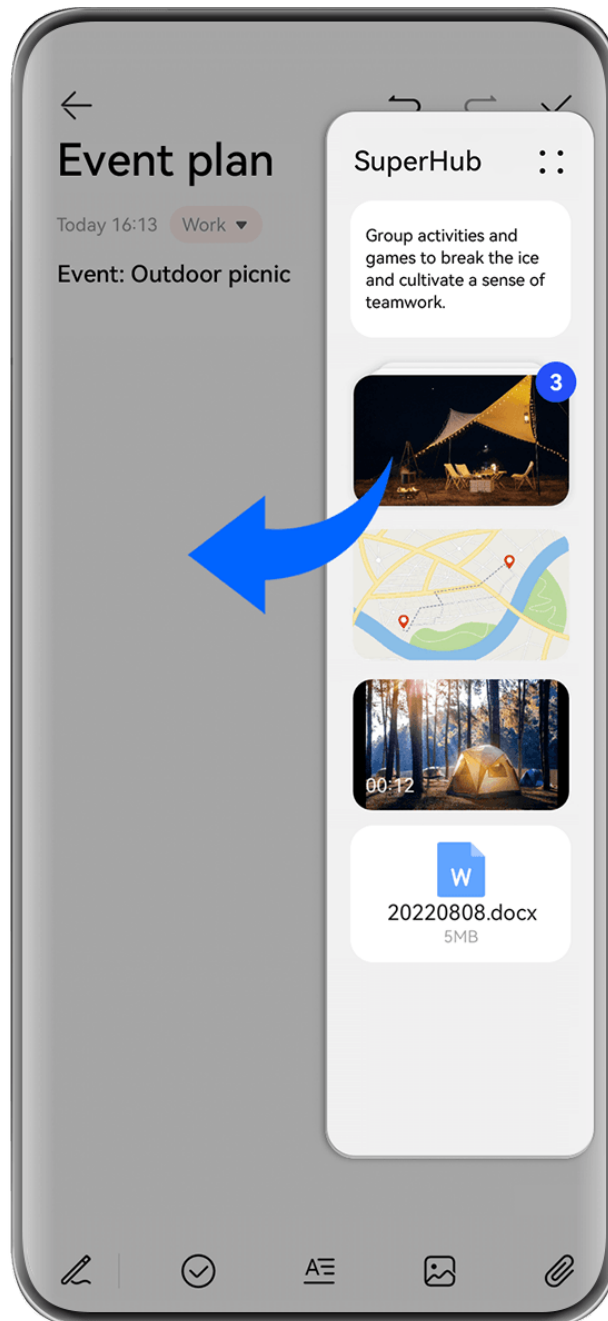 Event plan
Today 16:13 Work
Event: Outdoor picnic
SuperHub
Group activities and
games to break the ice
and cultivate a sense of
teamwork.
3
00:12
W
20220808.docx
5MB
A